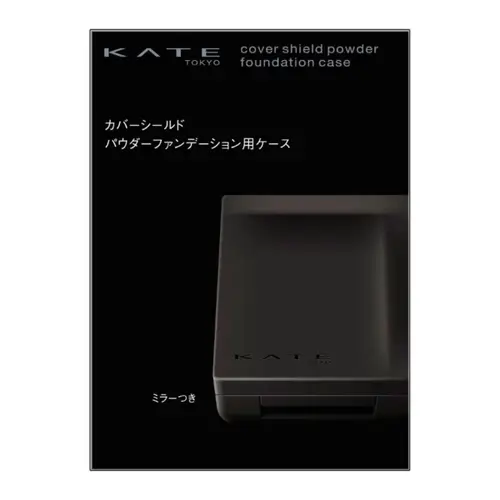 KATE
TOKYO
cover shield powder
foundation case
カバーシールド
パウダーファンデーション用ケース
KATE
ミラーつき